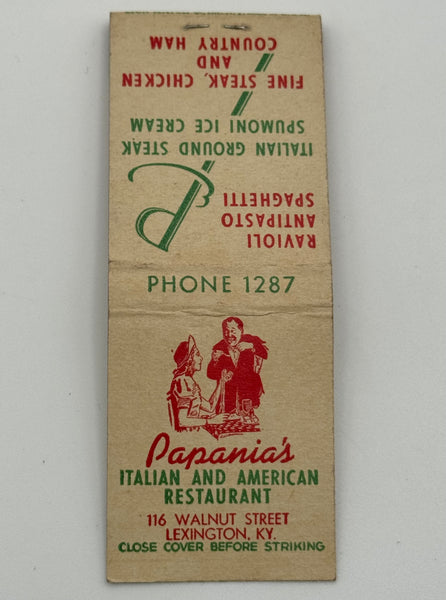 RAVIOLI
ANTIPASTO
SPAGHETTI
ITALIAN GROUND STEAK
SPUMONI ICE CREAM
FINE STEAK, CHICKEN
AND
COUNTRY HAM
P
PHONE 1287
Papania's
ITALIAN AND AMERICAN
RESTAURANT
116 WALNUT STREET
LEXINGTON, KY.
CLOSE COVER BEFORE STRIKING